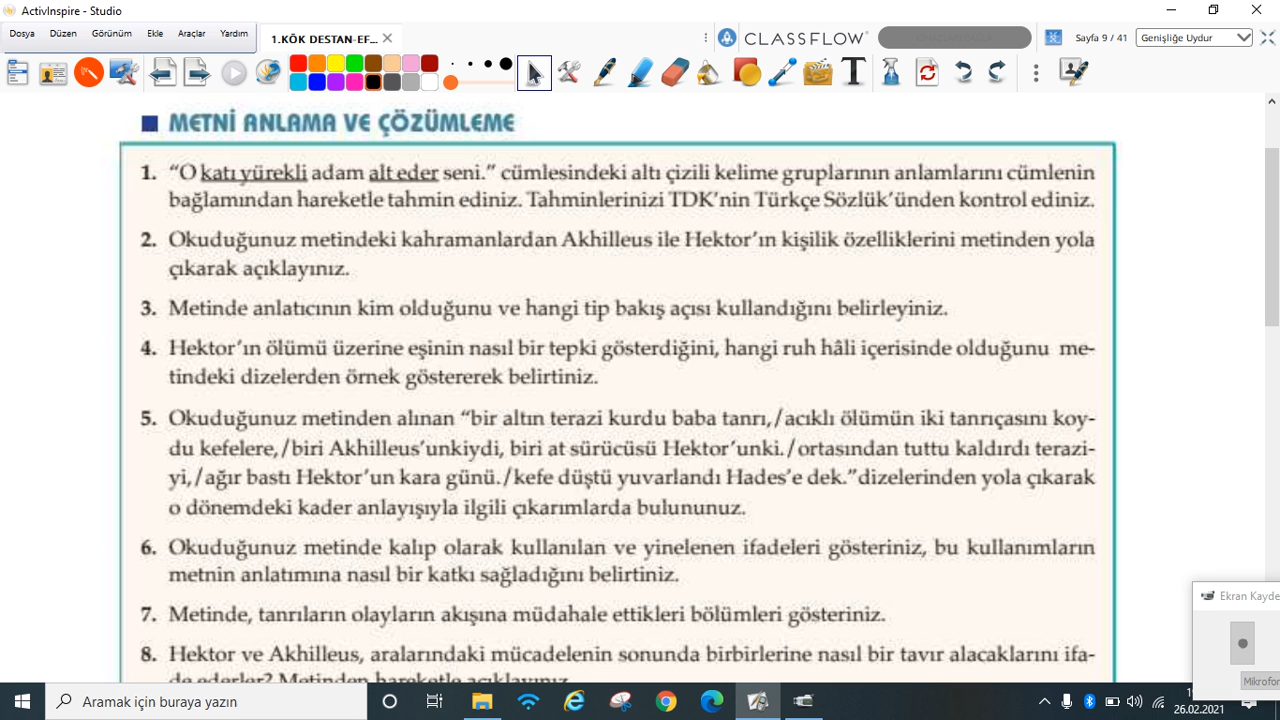 ActivInspire - Studio
Dosya Düzen Görünüm Ekle Araçlar Yardım
1.KÖK DESTAN-EF...
CLASSFLOW
Sayfa 9 / 41
Genişliğe Uydur
METNİ ANLAMA VE ÇÖZÜMLEME
1. “O katı yürekli adam alt eder seni.” cümlesindeki altı çizili kelime gruplarının anlamlarını cümlenin
bağlamından hareketle tahmin ediniz. Tahminlerinizi TDK’nin Türkçe Sözlük’ünden kontrol ediniz.
2. Okuduğunuz metindeki kahramanlardan Akhilleus ile Hektor’ın kişilik özelliklerini metinden yola
çıkarak açıklayınız.
3. Metinde anlatıcının kim olduğunu ve hangi tip bakış açısı kullandığını belirleyiniz.
4. Hektor’ın ölümü üzerine eşinin nasıl bir tepki gösterdiğini, hangi ruh hâli içerisinde olduğunu me-
tindeki dizelerden örnek göstererek belirtiniz.
5. Okuduğunuz metinden alınan “bir altın terazi kurdu baba tanrı,/acıklı ölümün iki tanrıçasını koy-
du kefelere,/biri Akhilleus’unkiydi, biri at sürücüsü Hektor’unki./ortasından tuttu kaldırdı terazi-
yi,/ağır bastı Hektor’un kara günü./kefe düştü yuvarlandı Hades’e dek.”dizelerinden yola çıkarak
o dönemdeki kader anlayışıyla ilgili çıkarımlarda bulununuz.
6. Okuduğunuz metinde kalıp olarak kullanılan ve yinelenen ifadeleri gösteriniz, bu kullanımların
metnin anlatımına nasıl bir katkı sağladığını belirtiniz.
7. Metinde, tanrıların olayların akışına müdahale ettikleri bölümleri gösteriniz.
8. Hektor ve Akhilleus, aralarındaki mücadelenin sonunda birbirlerine nasıl bir tavır alacaklarını ifa-
de ederler? Metinden hareketle açıklayınız.
Ekran Kayde
Mikrofor
Aramak için buraya yazın
26.02.2021